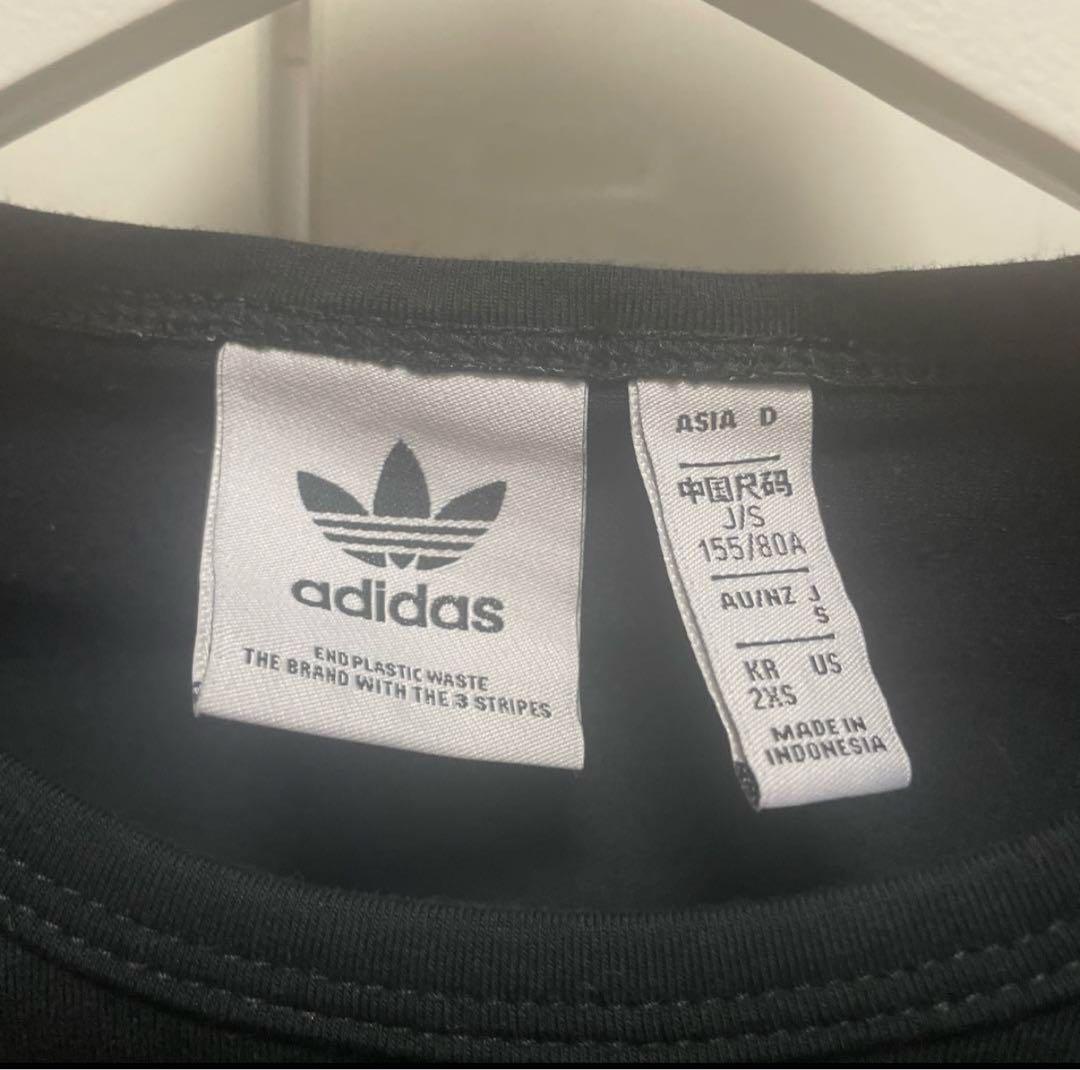 adidas
END PLASTIC WASTE
THE BRAND WITH THE 3 STRIPES
ASIA D
中国尺码
J/S
155/80A
AU/NZ J
S
KR US
2XS
MADE IN
INDONESIA